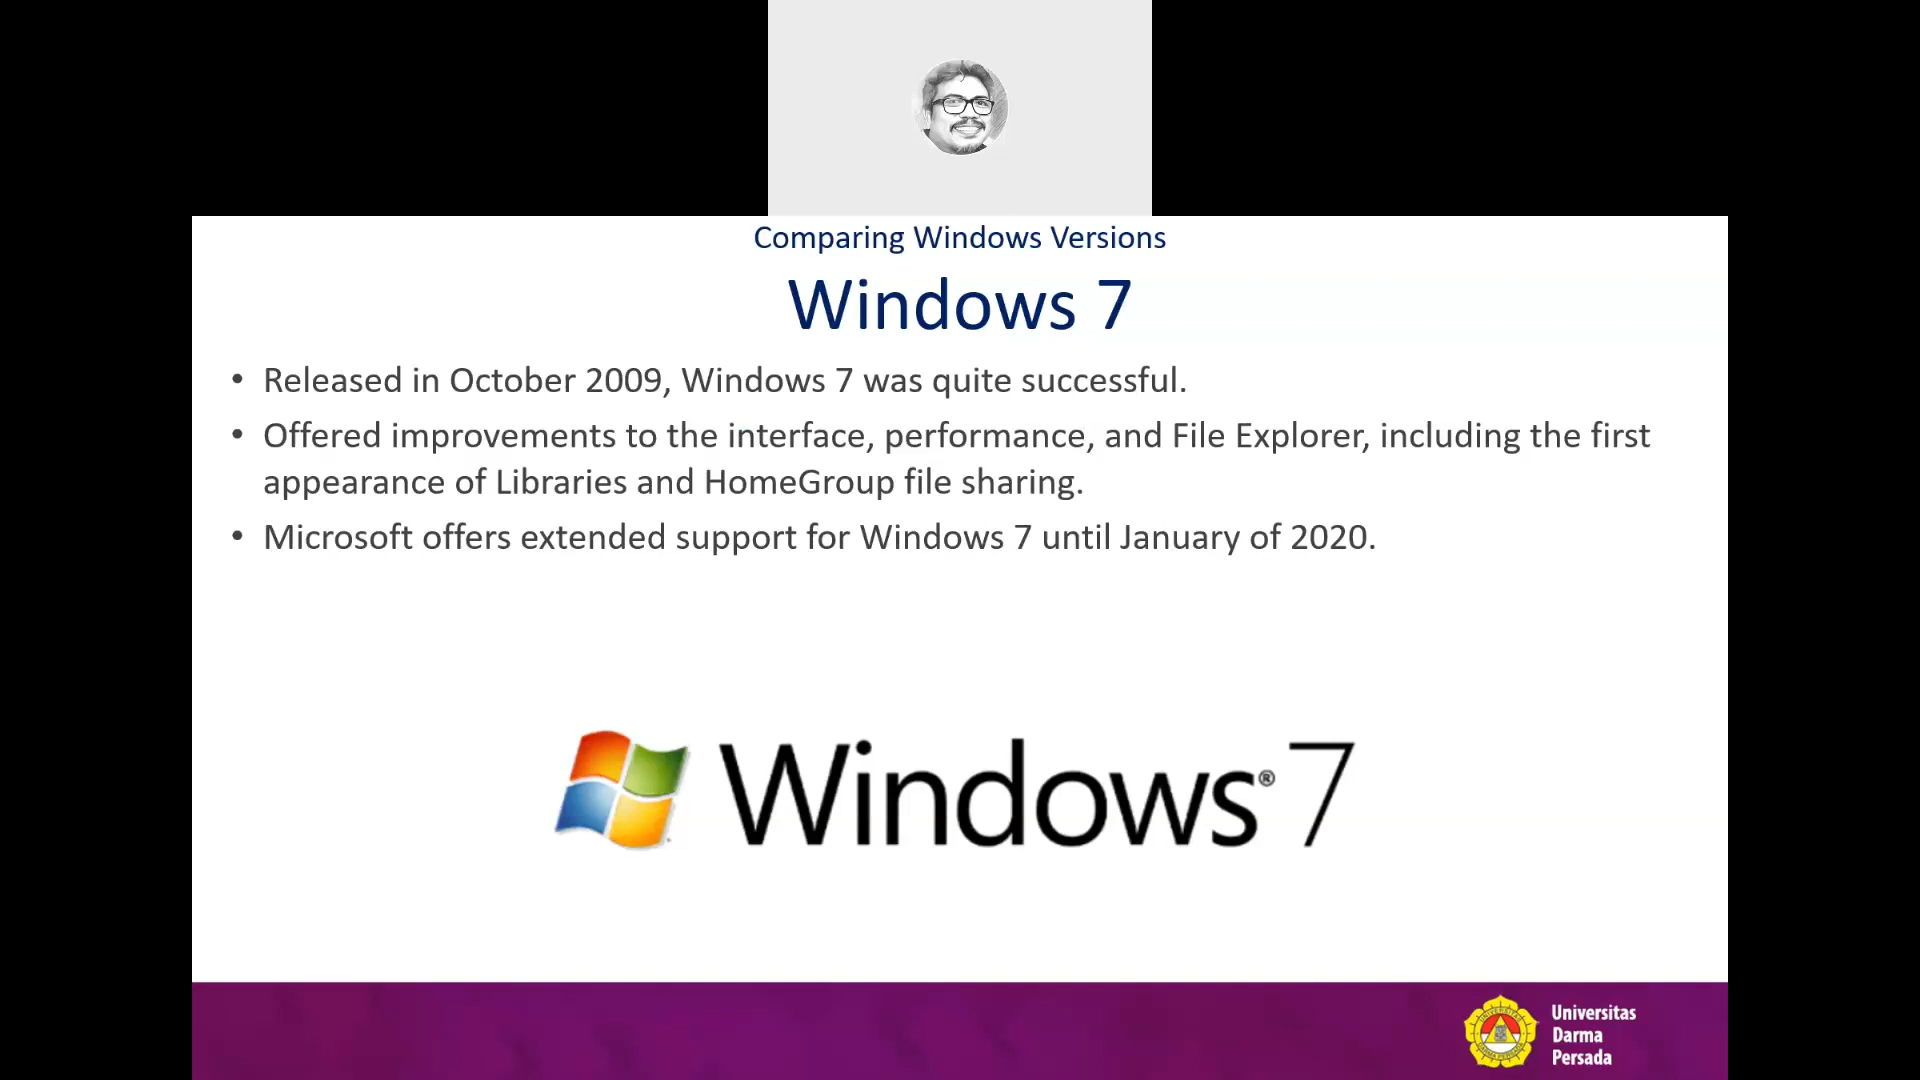 Comparing Windows Versions
Windows 7
• Released in October 2009, Windows 7 was quite successful.
• Offered improvements to the interface, performance, and File Explorer, including the first
appearance of Libraries and HomeGroup file sharing.
• Microsoft offers extended support for Windows 7 until January of 2020.
Windows® 7
Universitas
Darma
Persada